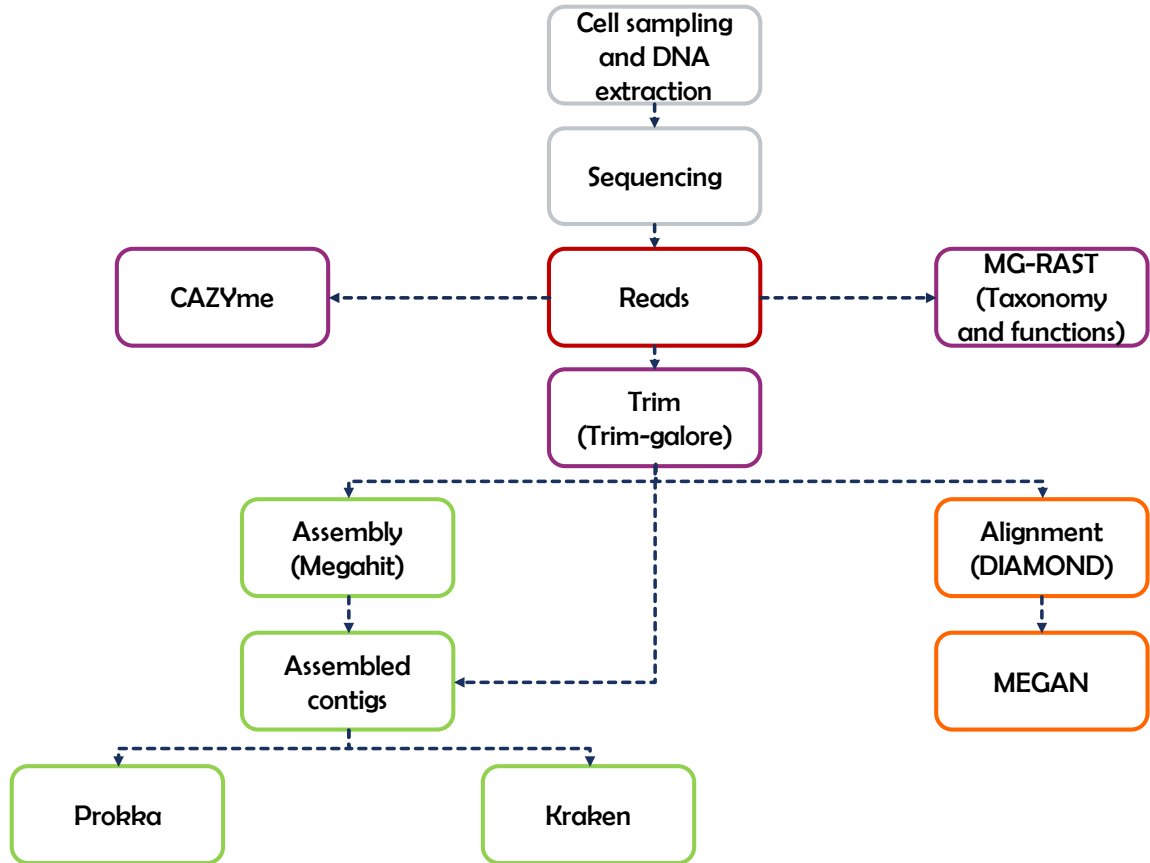 Cell sampling
and DNA
extraction
Sequencing
CAZYme
Reads
MG-RAST
(Taxonomy
and functions)
Trim
(Trim-galore)
Assembly
(Megahit)
Alignment
(DIAMOND)
Assembled
contigs
MEGAN
Prokka
Kraken